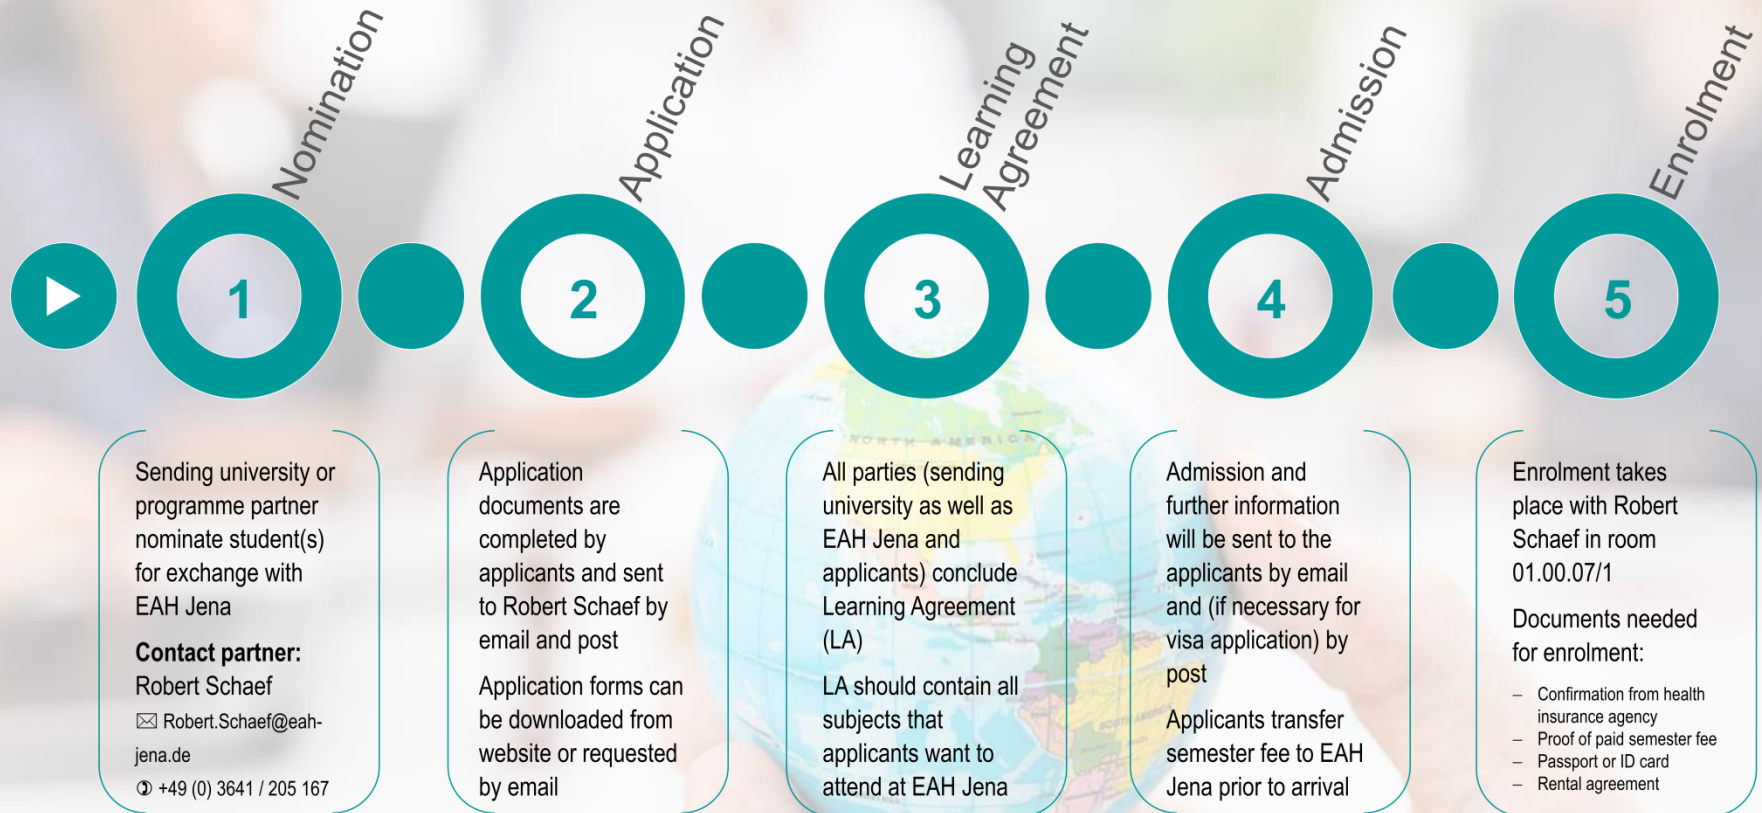 Nomination
Application
Learning
Agreement
Admission
Enrolment
1
2
3
4
5
Sending university or
programme partner
nominate student(s)
for exchange with
EAH Jena
Contact partner:
Robert Schaef
✉ Robert.Schaef@eah-
jena.de
✆ +49 (0) 3641 / 205 167
Application
documents are
completed by
applicants and sent
to Robert Schaef by
email and post
Application forms can
be downloaded from
website or requested
by email
All parties (sending
university as well as
EAH Jena and
applicants) conclude
Learning Agreement
(LA)
LA should contain all
subjects that
applicants want to
attend at EAH Jena
Admission and
further information
will be sent to the
applicants by email
and (if necessary for
visa application) by
post
Applicants transfer
semester fee to EAH
Jena prior to arrival
Enrolment takes
place with Robert
Schaef in room
01.00.07/1
Documents needed
for enrolment:
– Confirmation from health
insurance agency
– Proof of paid semester fee
– Passport or ID card
– Rental agreement
NORTH AMERICA
SOUTH AMERICA